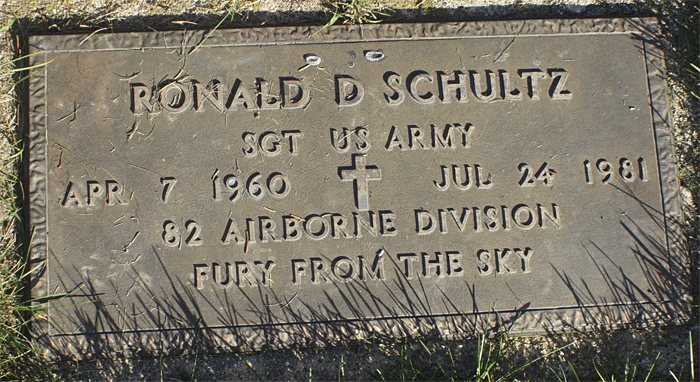 RONALD D SCHULTZ
SGT US ARMY
APR 7 1960 JUL 24 1981
82 AIRBORNE DIVISION
FURY FROM THE SKY